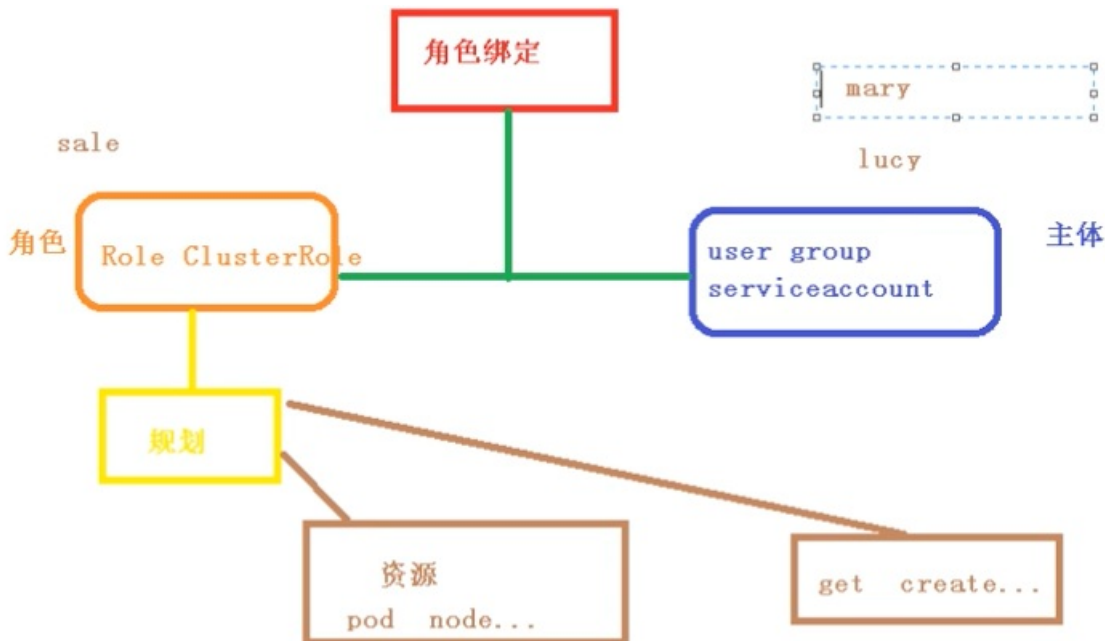 角色绑定
mary
sale
lucy
角色
Role ClusterRole
user group
serviceaccount
主体
规划
资源
pod node...
get create...